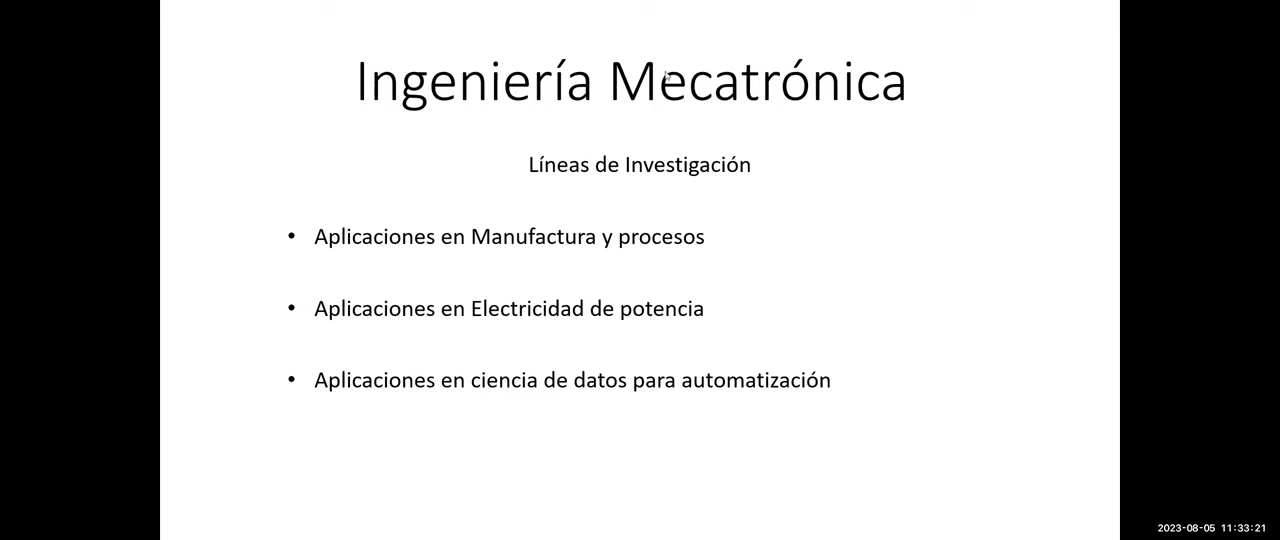 Ingeniería Mecatrónica
Líneas de Investigación
• Aplicaciones en Manufactura y procesos
• Aplicaciones en Electricidad de potencia
• Aplicaciones en ciencia de datos para automatización
2023-08-05 11:33:21